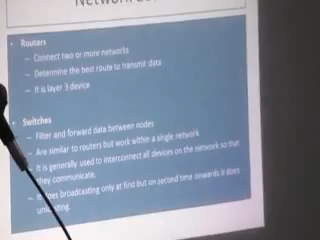 Network
• Routers
– Connect two or more networks
– Determine the best route to transmit data
– It is layer 3 device
• Switches
– Filter and forward data between nodes
– Are similar to routers but work within a single network
– It is generally used to interconnect all devices on the network so that
they communicate.
– It does broadcasting only at first but on second time onwards it does
unicasting.